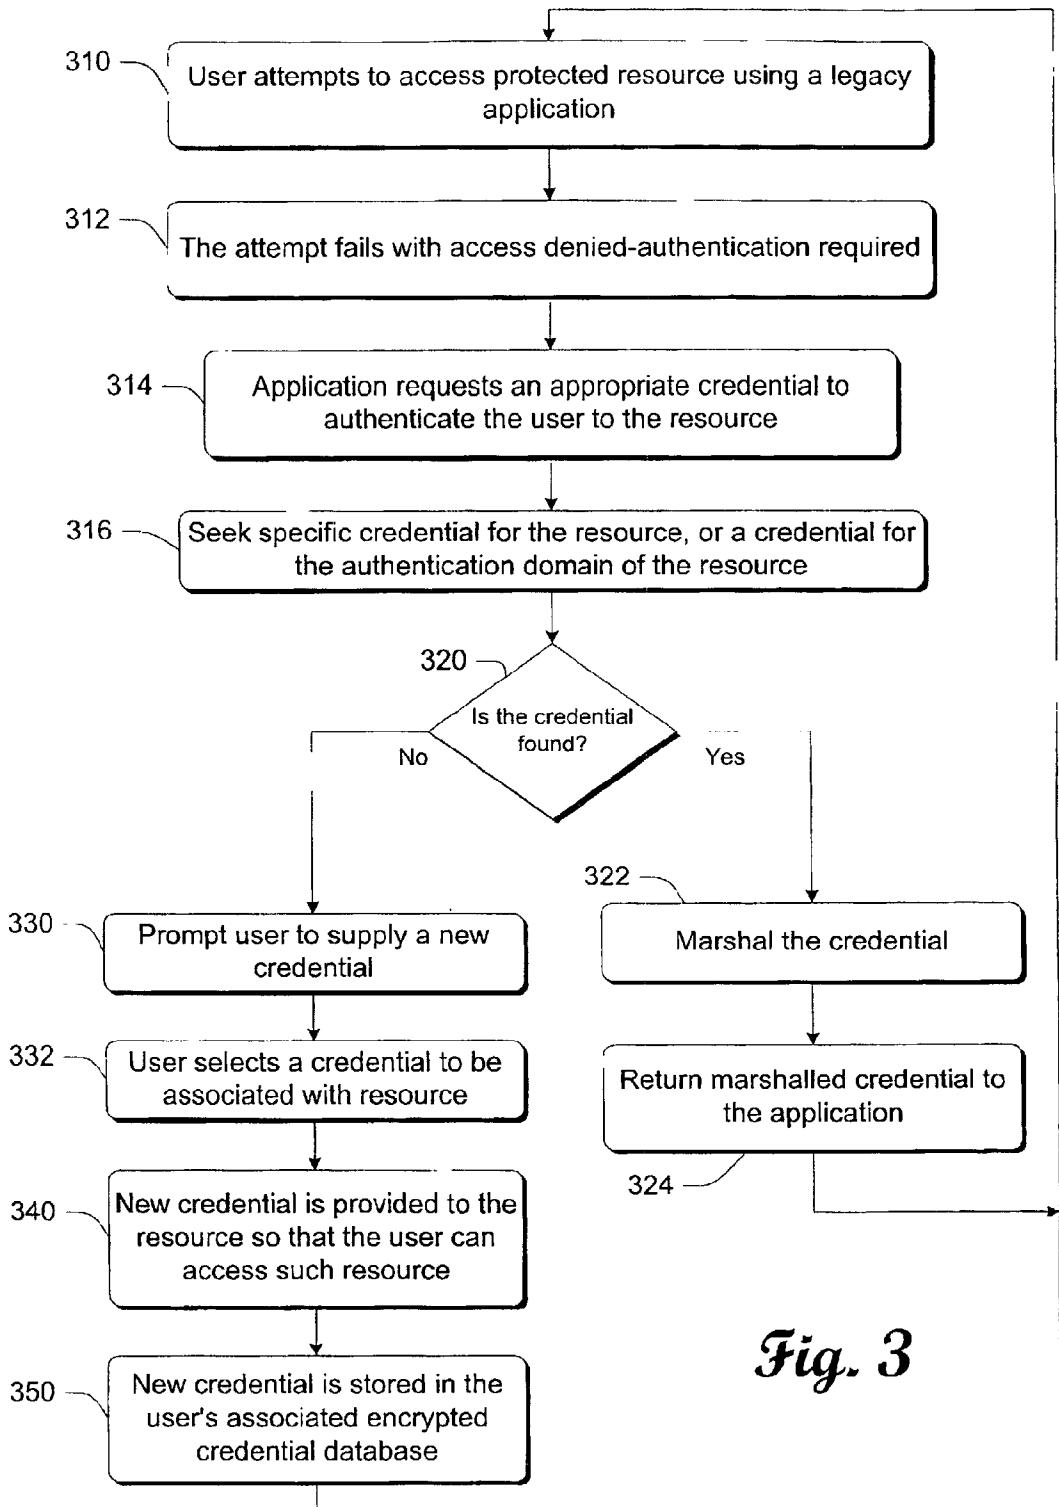 310
User attempts to access protected resource using a legacy
application
312
The attempt fails with access denied-authentication required
314
Application requests an appropriate credential to
authenticate the user to the resource
316
Seek specific credential for the resource, or a credential for
the authentication domain of the resource
320
Is the credential
found?
No
Yes
322
Marshal the credential
330
Prompt user to supply a new
credential
332
User selects a credential to be
associated with resource
Return marshalled credential to
the application
324
340
New credential is provided to the
resource so that the user can
access such resource
350
New credential is stored in the
user's associated encrypted
credential database
Fig. 3